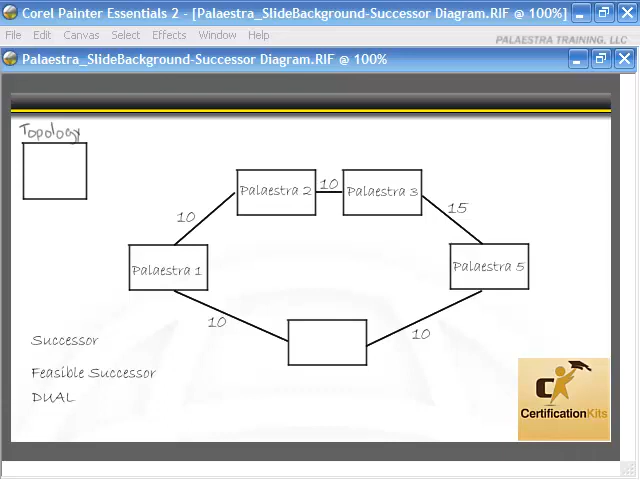 Corel Painter Essentials 2 - [Palaestra_SlideBackground-Successor Diagram.RIF @ 100%]
File Edit Canvas Select Effects Window Help
PALAESTRA TRAINING, LLC
Palaestra_SlideBackground-Successor Diagram.RIF @ 100%
Topology
Palaestra 2
10
Palaestra 3
10
15
Palaestra 1
Palaestra 5
10
10
Successor
Feasible Successor
DUAL
CertificationKits